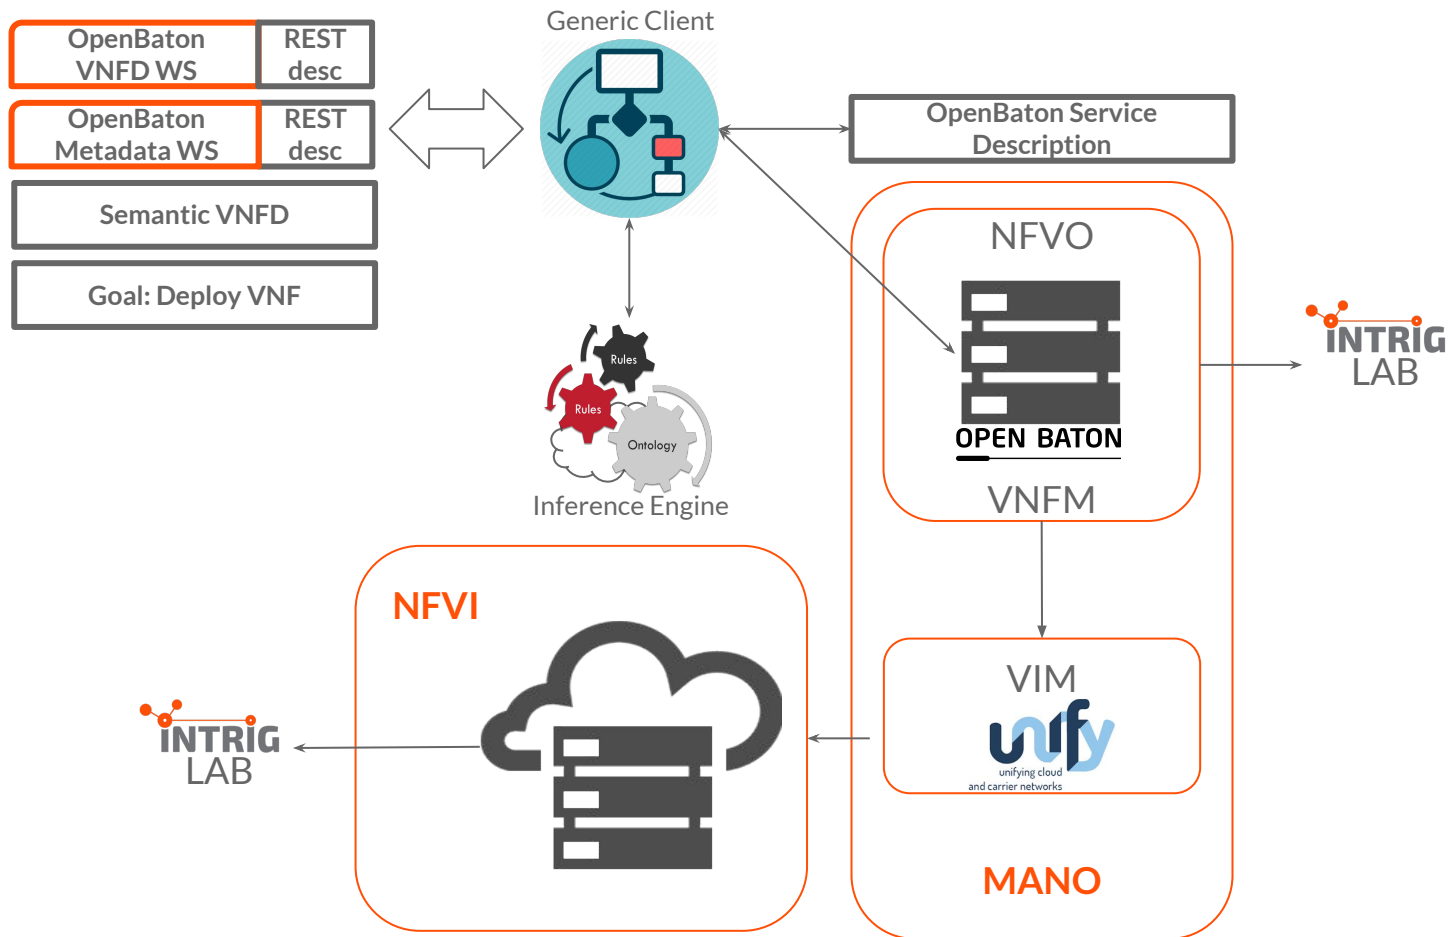 Generic Client
OpenBaton
VNFD WS
REST
desc
OpenBaton
Metadata WS
REST
desc
Semantic VNFD
Goal: Deploy VNF
OpenBaton Service
Description
NFVO
OPEN BATON
VNFM
INTRIG
LAB
Rules
Rules
Ontology
Inference Engine
NFVI
INTRIG
LAB
VIM
unify
unifying cloud
and carrier networks
MANO